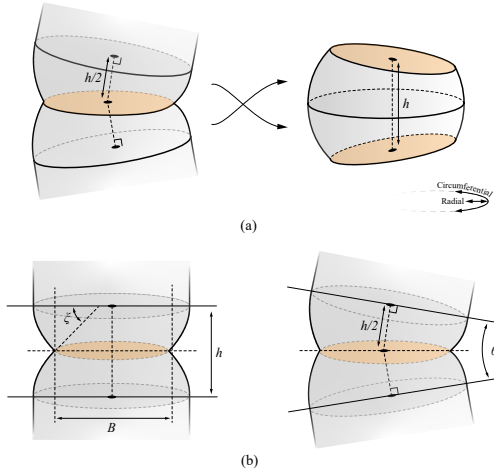 h/2
h
Circumferential
Radial
(a)
ξ
h
B
h/2
θ
(b)